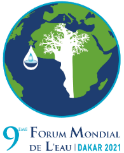 9ème FORUM MONDIAL
DE L'EAU | DAKAR 2021